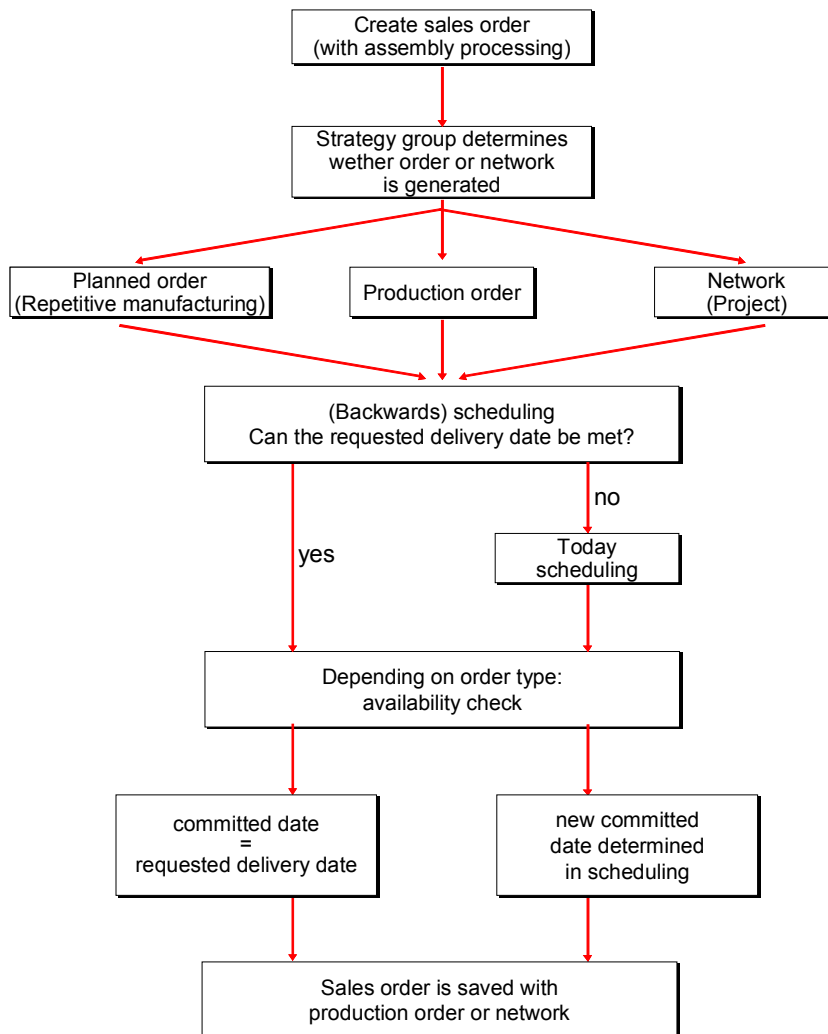 Create sales order
(with assembly processing)
Strategy group determines
wether order or network
is generated
Planned order
(Repetitive manufacturing)
Production order
Network
(Project)
(Backwards) scheduling
Can the requested delivery date be met?
no
yes
Today
scheduling
Depending on order type:
availability check
committed date
=
requested delivery date
new committed
date determined
in scheduling
Sales order is saved with
production order or network